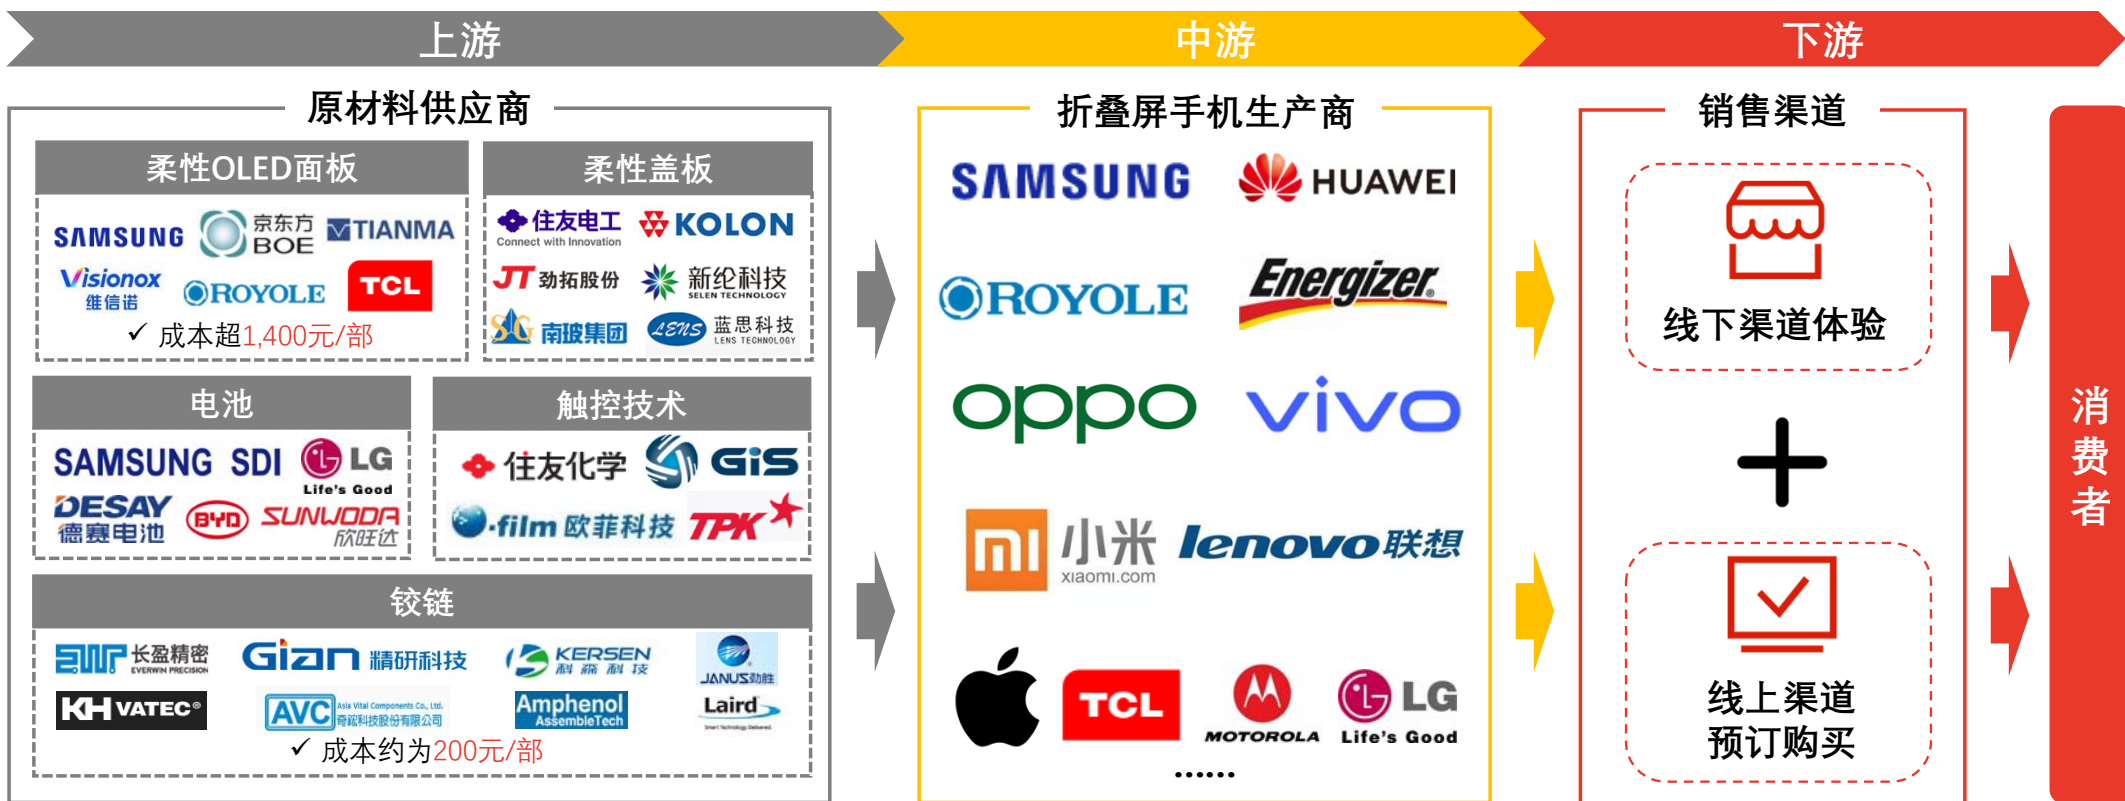 上游
中游
下游
原材料供应商
折叠屏手机生产商
销售渠道
柔性OLED面板
SAMSUNG
京东方
BOE
TIANMA
Visionox
维信诺
ROYOLE
TCL
✓ 成本超1,400元/部
柔性盖板
住友电工
Connect with Innovation
KOLON
JT 劲拓股份
新纶科技
SELEN TECHNOLOGY
南玻集团
LENS
蓝思科技
LENS TECHNOLOGY
电池
SAMSUNG SDI
LG
Life's Good
DESAY
德赛电池
BYD
SUNWODA
欣旺达
触控技术
住友化学
GiS
·film 欧菲科技
TPK
铰链
EWP 长盈精密
EVERWIN PRECISION
Gian 精研科技
KERSEN
科森科技
JANUS劲胜
KH VATEC®
AVC
Asia Vital Components Co., Ltd.
奇鋐科技股份有限公司
Amphenol
AssembleTech
Laird
Smart Technology. Delivered.
✓ 成本约为200元/部
SAMSUNG
HUAWEI
ROYOLE
Energizer.
oppo
vivo
mi 小米
xiaomi.com
lenovo联想
TCL
MOTOROLA
LG
Life's Good
······
线下渠道体验
+
线上渠道
预订购买
消费者